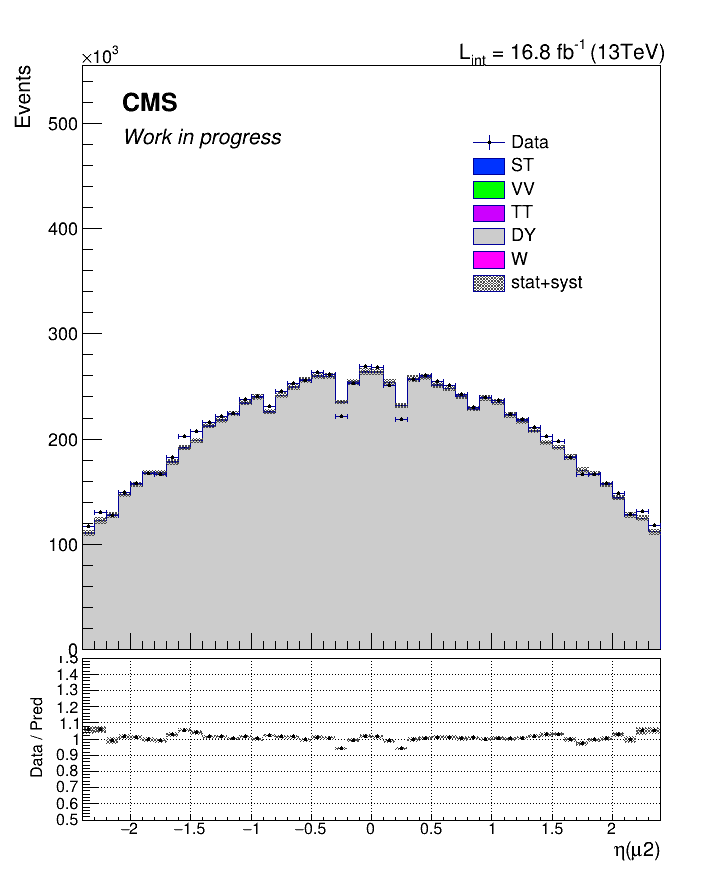 ×10³
L_int = 16.8 fb⁻¹ (13TeV)
Events
CMS
Work in progress
Data
ST
VV
TT
DY
W
stat+syst
500
400
300
200
100
0
Data / Pred
1.5
1.4
1.3
1.2
1.1
1
0.9
0.8
0.7
0.6
0.5
−2 −1.5 −1 −0.5 0 0.5 1 1.5 2
η(μ2)